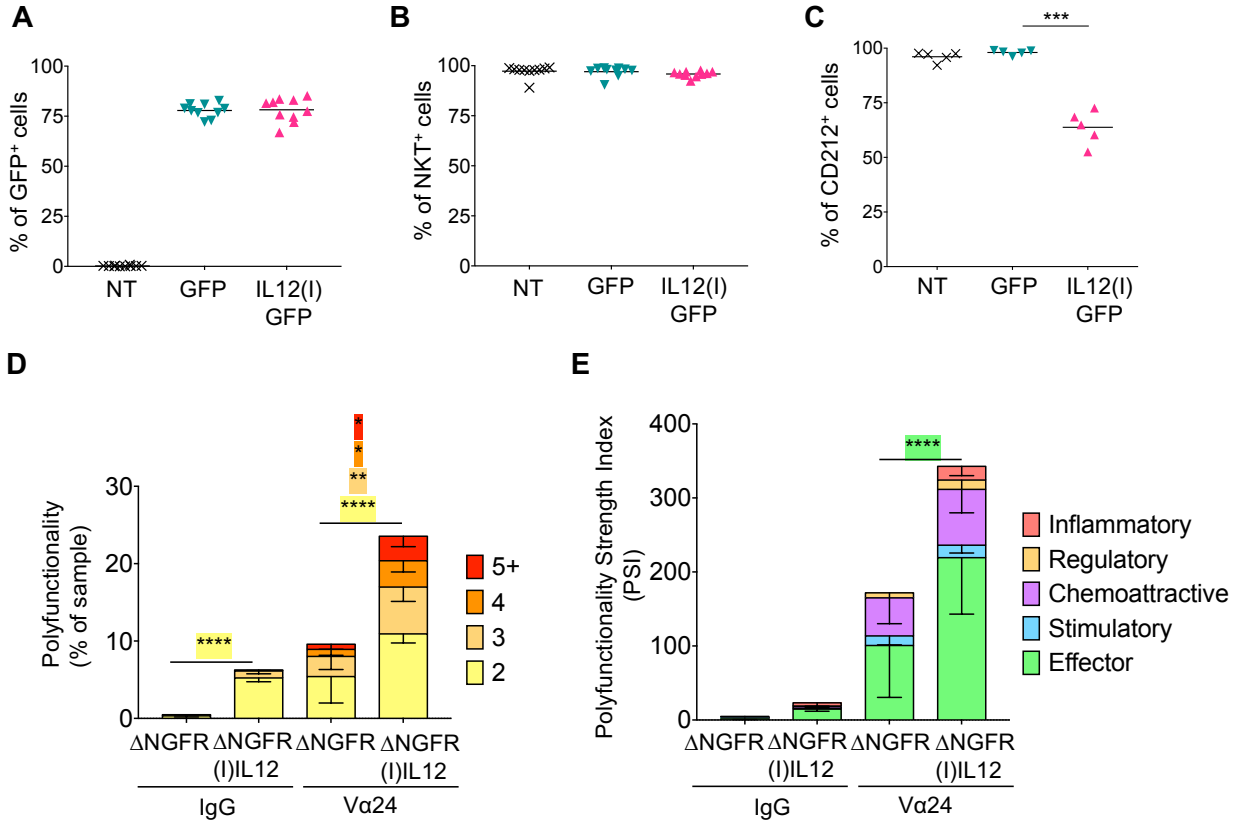 A
% of GFP+ cells
100
75
50
25
0
NT
GFP
IL12(I)
GFP
B
% of NKT+ cells
100
75
50
25
0
NT
GFP
IL12(I)
GFP
C
***
% of CD212+ cells
100
75
50
25
0
NT
GFP
IL12(I)
GFP
D
Polyfunctionality
(% of sample)
30
20
10
0
****
*
*
**
****
5+
4
3
2
ΔNGFR
ΔNGFR
(I)IL12
ΔNGFR
ΔNGFR
(I)IL12
IgG
Vα24
E
Polyfunctionality Strength Index
(PSI)
400
300
200
100
0
****
Inflammatory
Regulatory
Chemoattractive
Stimulatory
Effector
ΔNGFR
ΔNGFR
(I)IL12
ΔNGFR
ΔNGFR
(I)IL12
IgG
Vα24